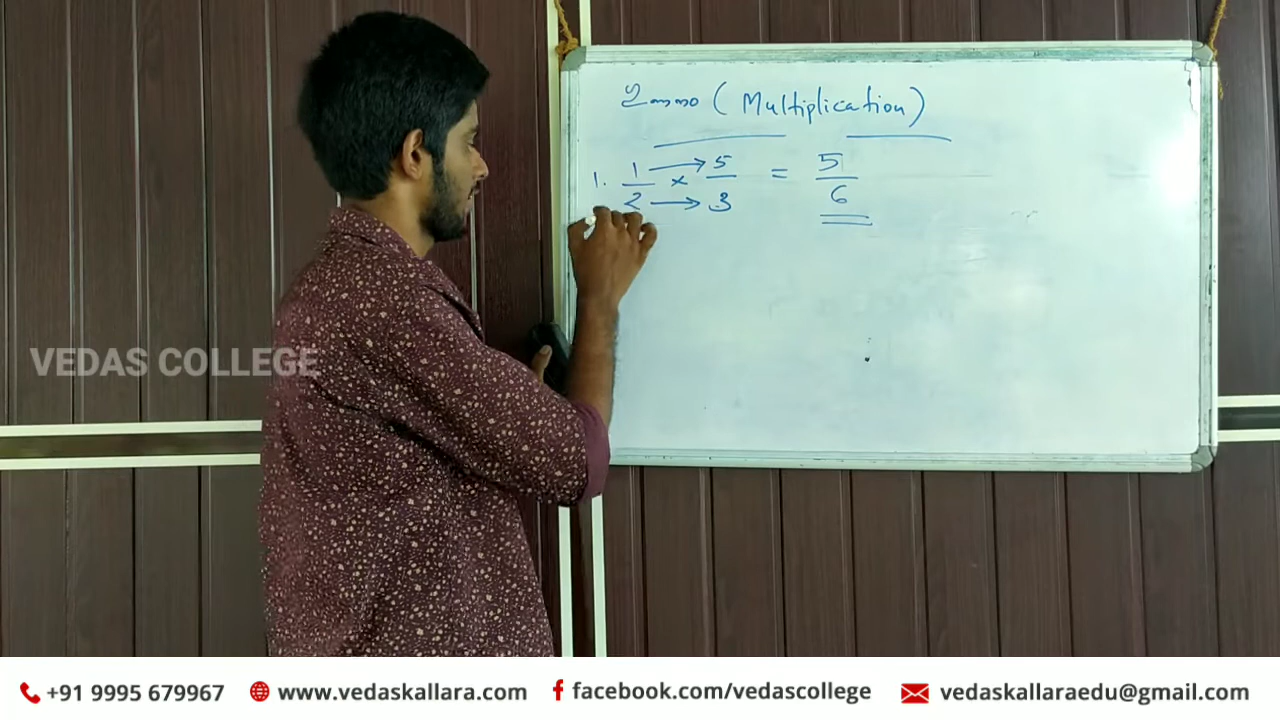 ഗുണനം ( Multiplication )
1. 1/2 × 5/3 = 5/6
VEDAS COLLEGE
+91 9995 679967 www.vedaskallara.com facebook.com/vedascollege vedaskallaraedu@gmail.com